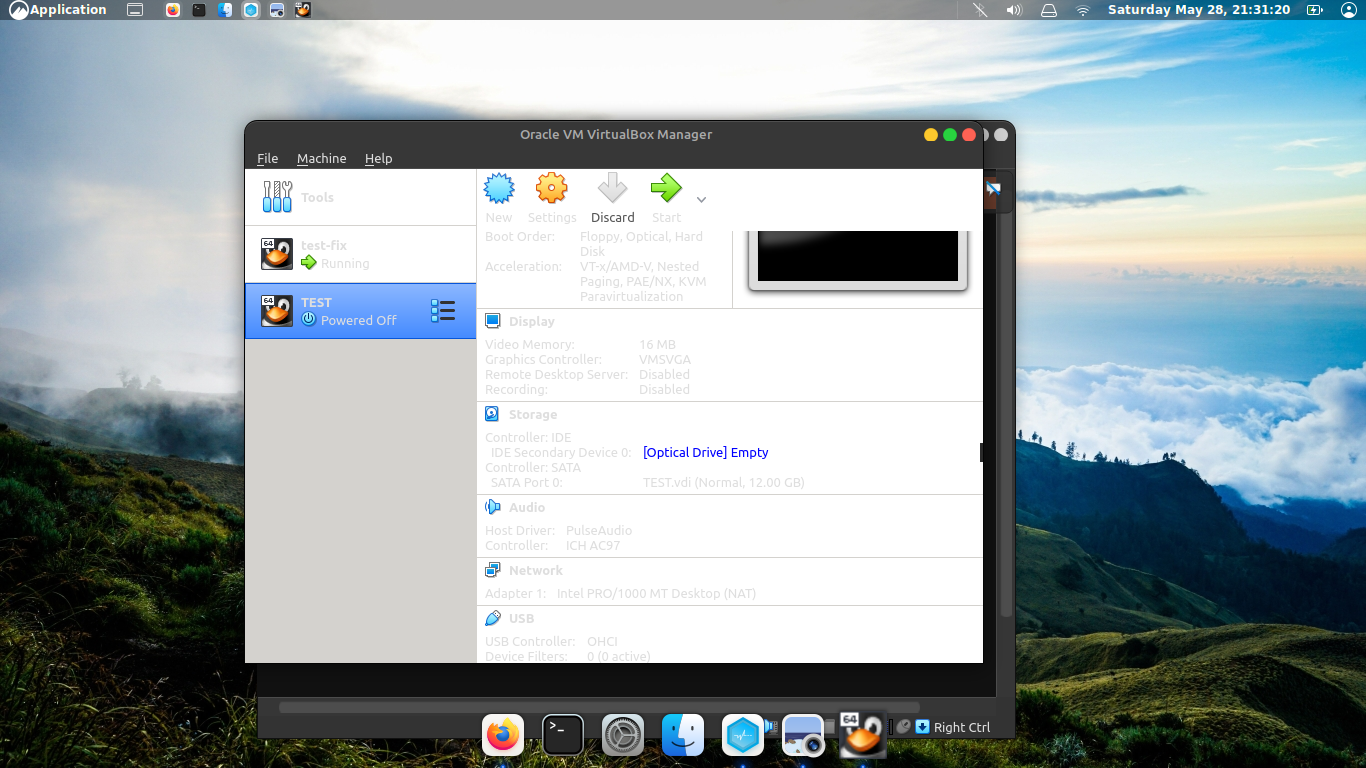 Application
Saturday May 28, 21:31:20
Oracle VM VirtualBox Manager
File Machine Help
Tools
New Settings Discard Start
64
test-fix
Running
64
TEST
Powered Off
Boot Order: Floppy, Optical, Hard
Disk
Acceleration: VT-x/AMD-V, Nested
Paging, PAE/NX, KVM
Paravirtualization
Display
Video Memory: 16 MB
Graphics Controller: VMSVGA
Remote Desktop Server: Disabled
Recording: Disabled
Storage
Controller: IDE
IDE Secondary Device 0: [Optical Drive] Empty
Controller: SATA
SATA Port 0: TEST.vdi (Normal, 12.00 GB)
Audio
Host Driver: PulseAudio
Controller: ICH AC97
Network
Adapter 1: Intel PRO/1000 MT Desktop (NAT)
USB
USB Controller: OHCI
Device Filters: 0 (0 active)
Right Ctrl
>_
64